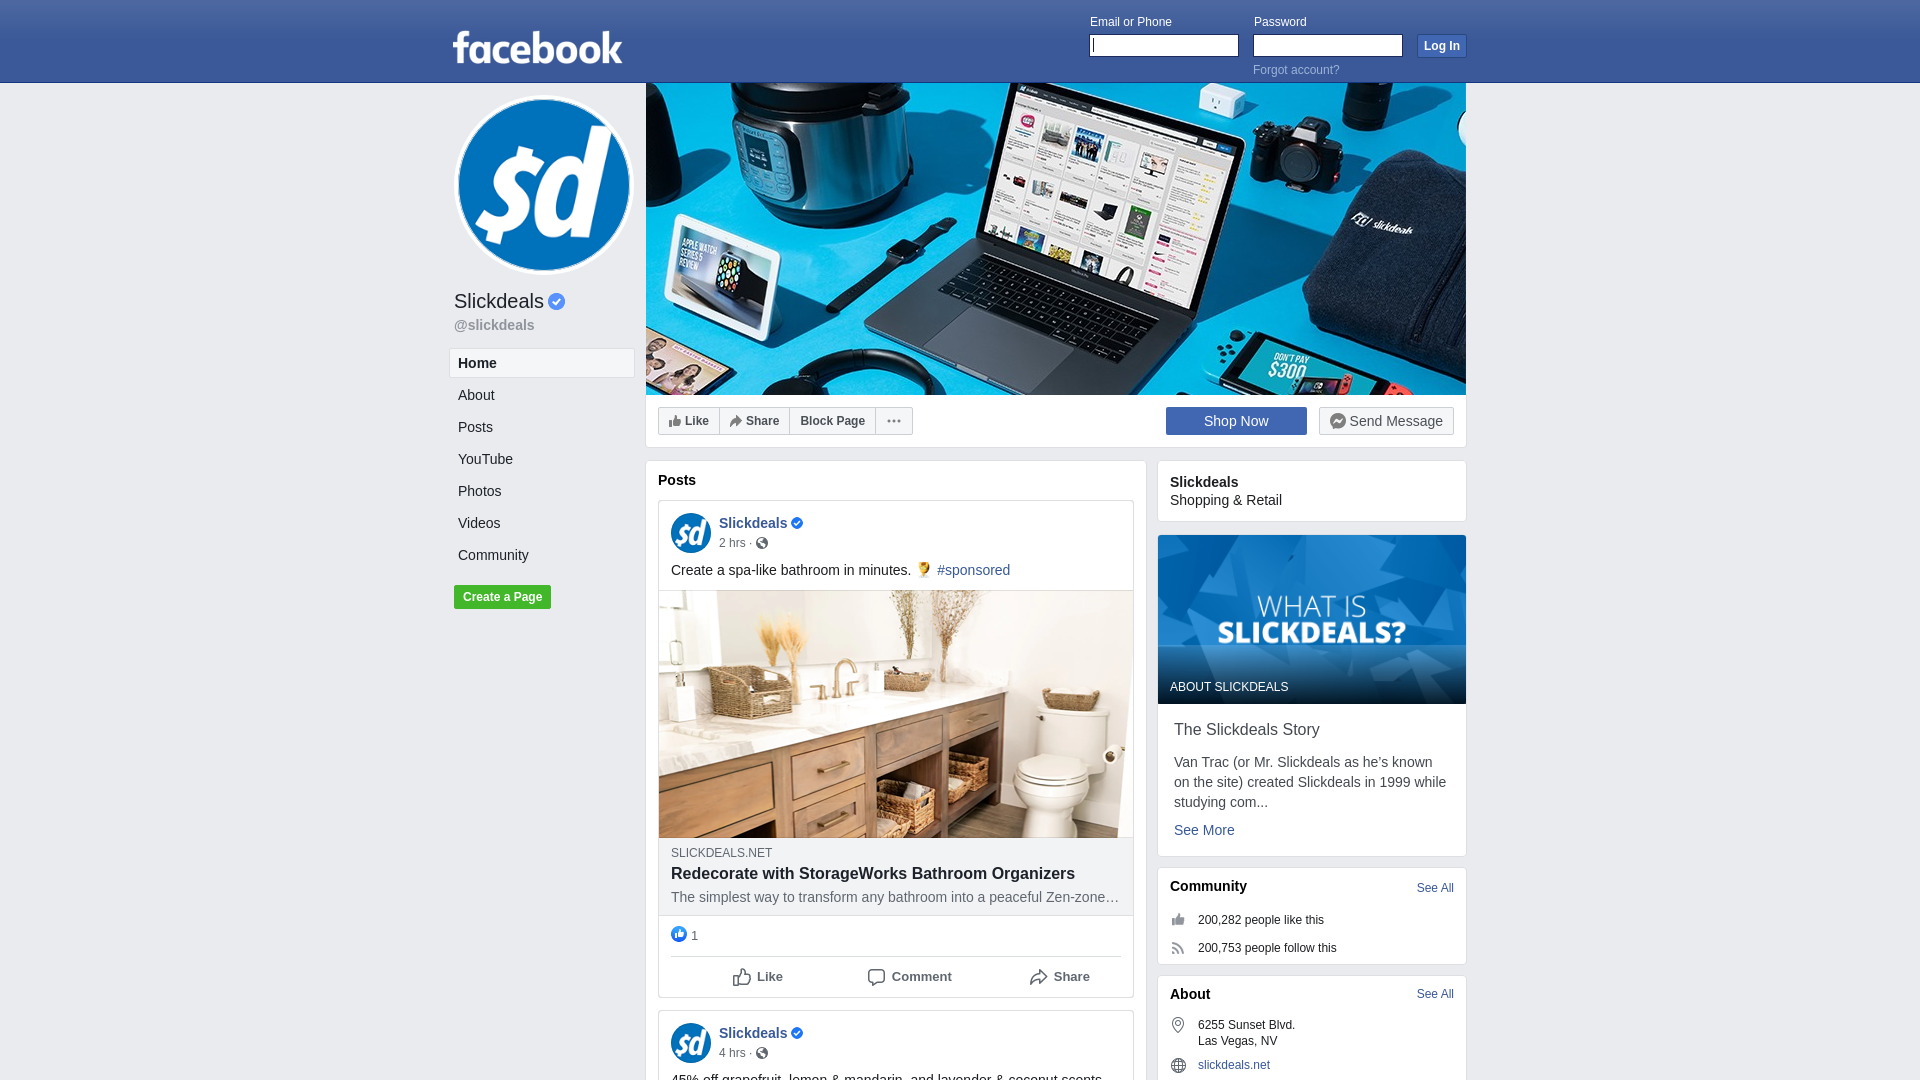 facebook
Email or Phone
Password
Log In
Forgot account?
$d
Slickdeals
@slickdeals
Home
About
Posts
YouTube
Photos
Videos
Community
Create a Page
APPLE WATCH
SERIES 5
REVIEW
slickdeals
DON'T PAY
$300
Like
Share
Block Page
Shop Now
Send Message
Posts
$d
Slickdeals
2 hrs ·
Create a spa-like bathroom in minutes. #sponsored
SLICKDEALS.NET
Redecorate with StorageWorks Bathroom Organizers
The simplest way to transform any bathroom into a peaceful Zen-zone…
1
Like
Comment
Share
$d
Slickdeals
4 hrs ·
45% off grapefruit, lemon & mandarin, and lavender & coconut scents
Slickdeals
Shopping & Retail
WHAT IS
SLICKDEALS?
ABOUT SLICKDEALS
The Slickdeals Story
Van Trac (or Mr. Slickdeals as he’s known
on the site) created Slickdeals in 1999 while
studying com...
See More
Community
See All
200,282 people like this
200,753 people follow this
About
See All
6255 Sunset Blvd.
Las Vegas, NV
slickdeals.net